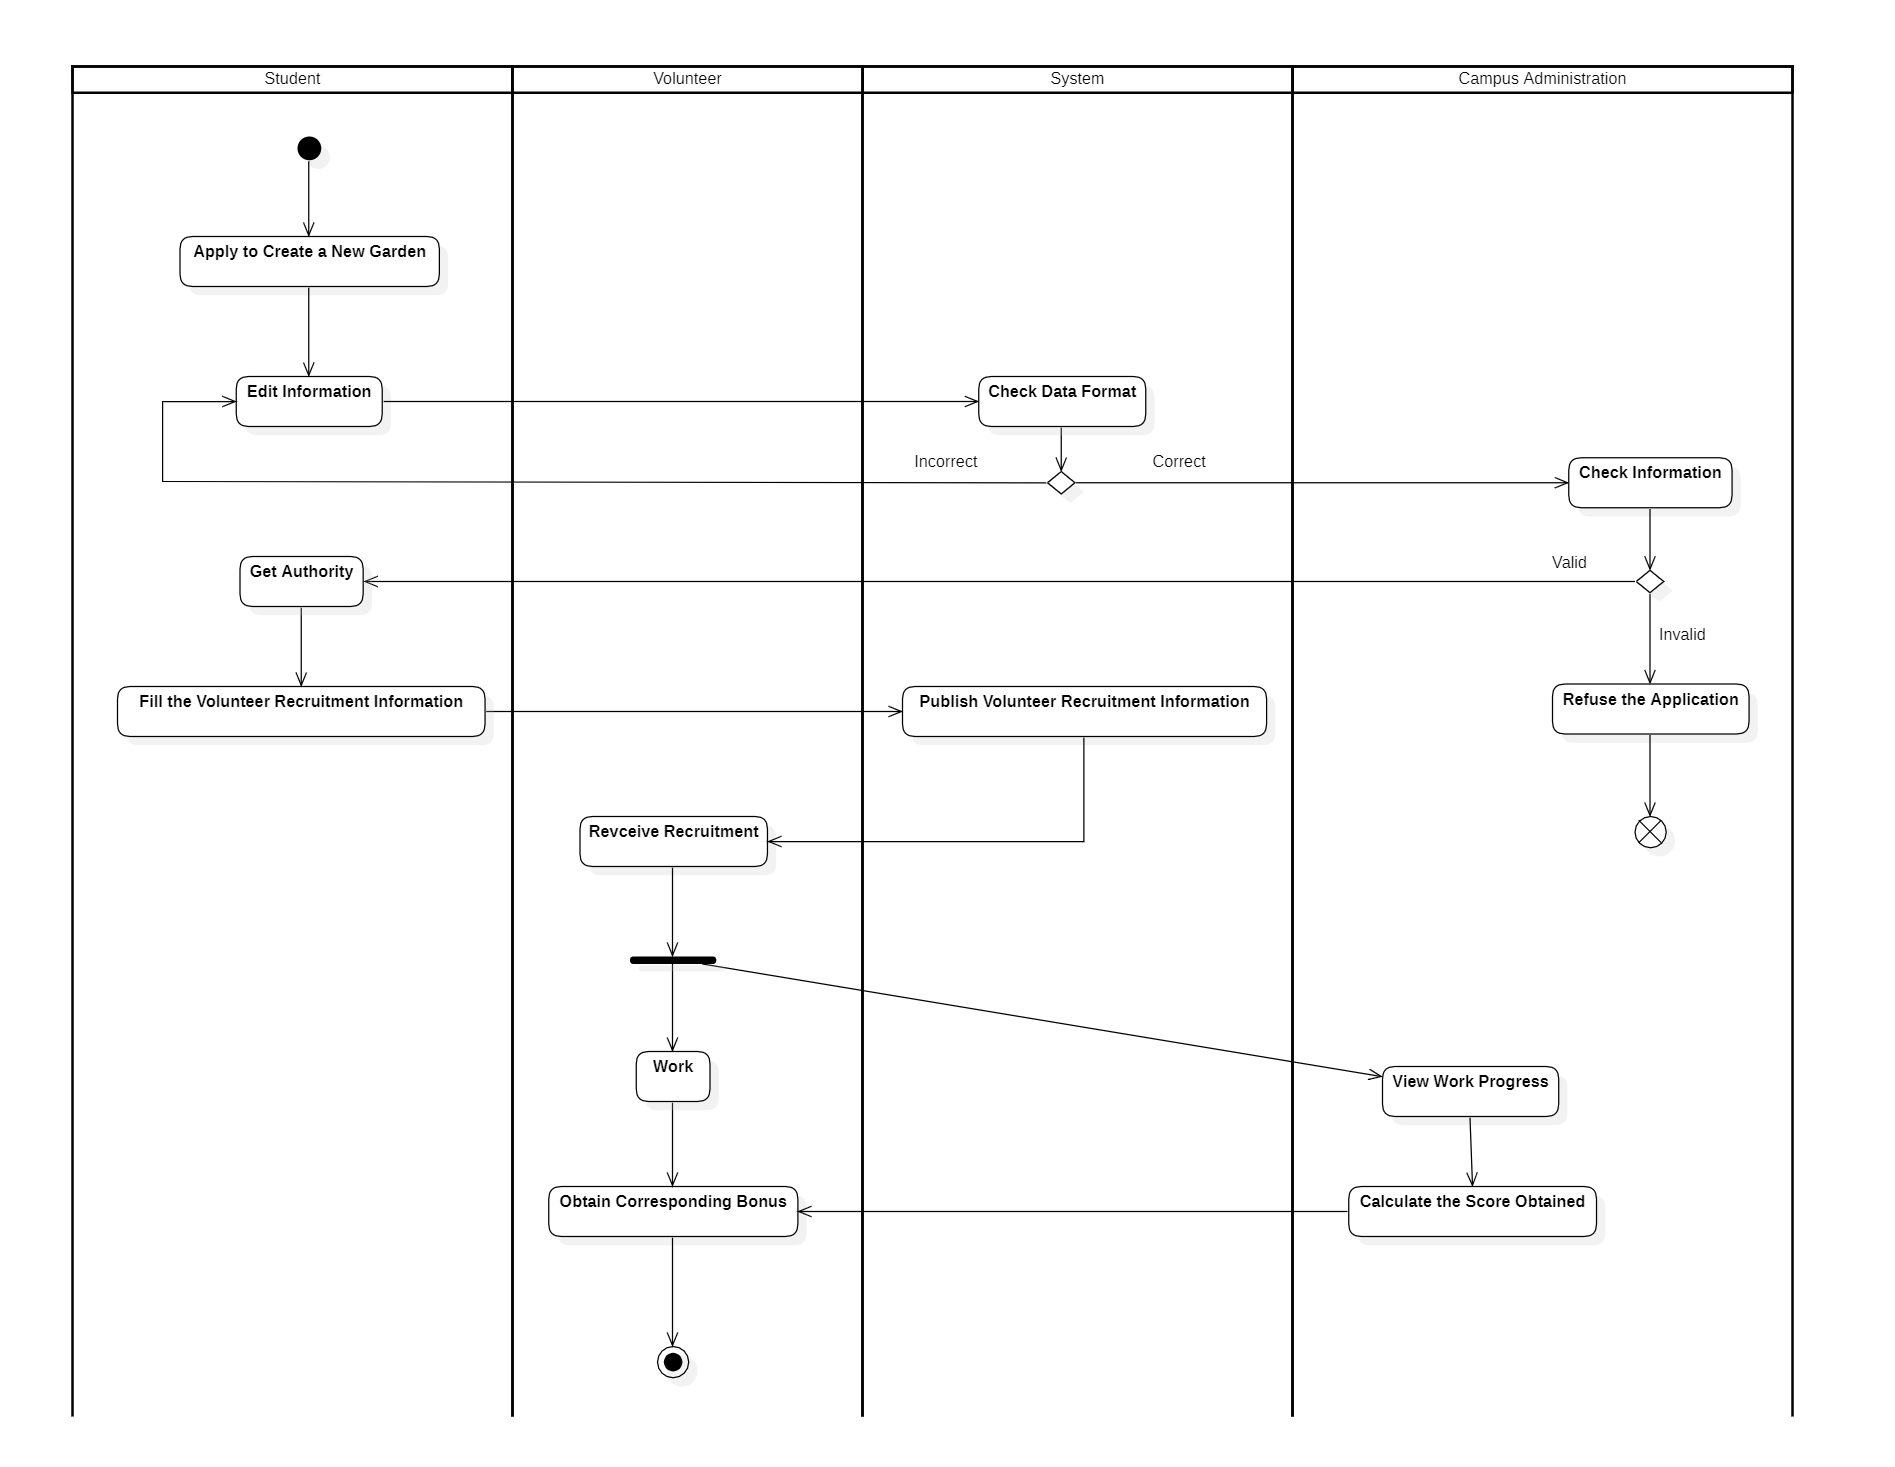 Student
Volunteer
System
Campus Administration
Apply to Create a New Garden
Edit Information
Check Data Format
Incorrect
Correct
Check Information
Valid
Get Authority
Invalid
Fill the Volunteer Recruitment Information
Publish Volunteer Recruitment Information
Refuse the Application
Revceive Recruitment
Work
View Work Progress
Obtain Corresponding Bonus
Calculate the Score Obtained